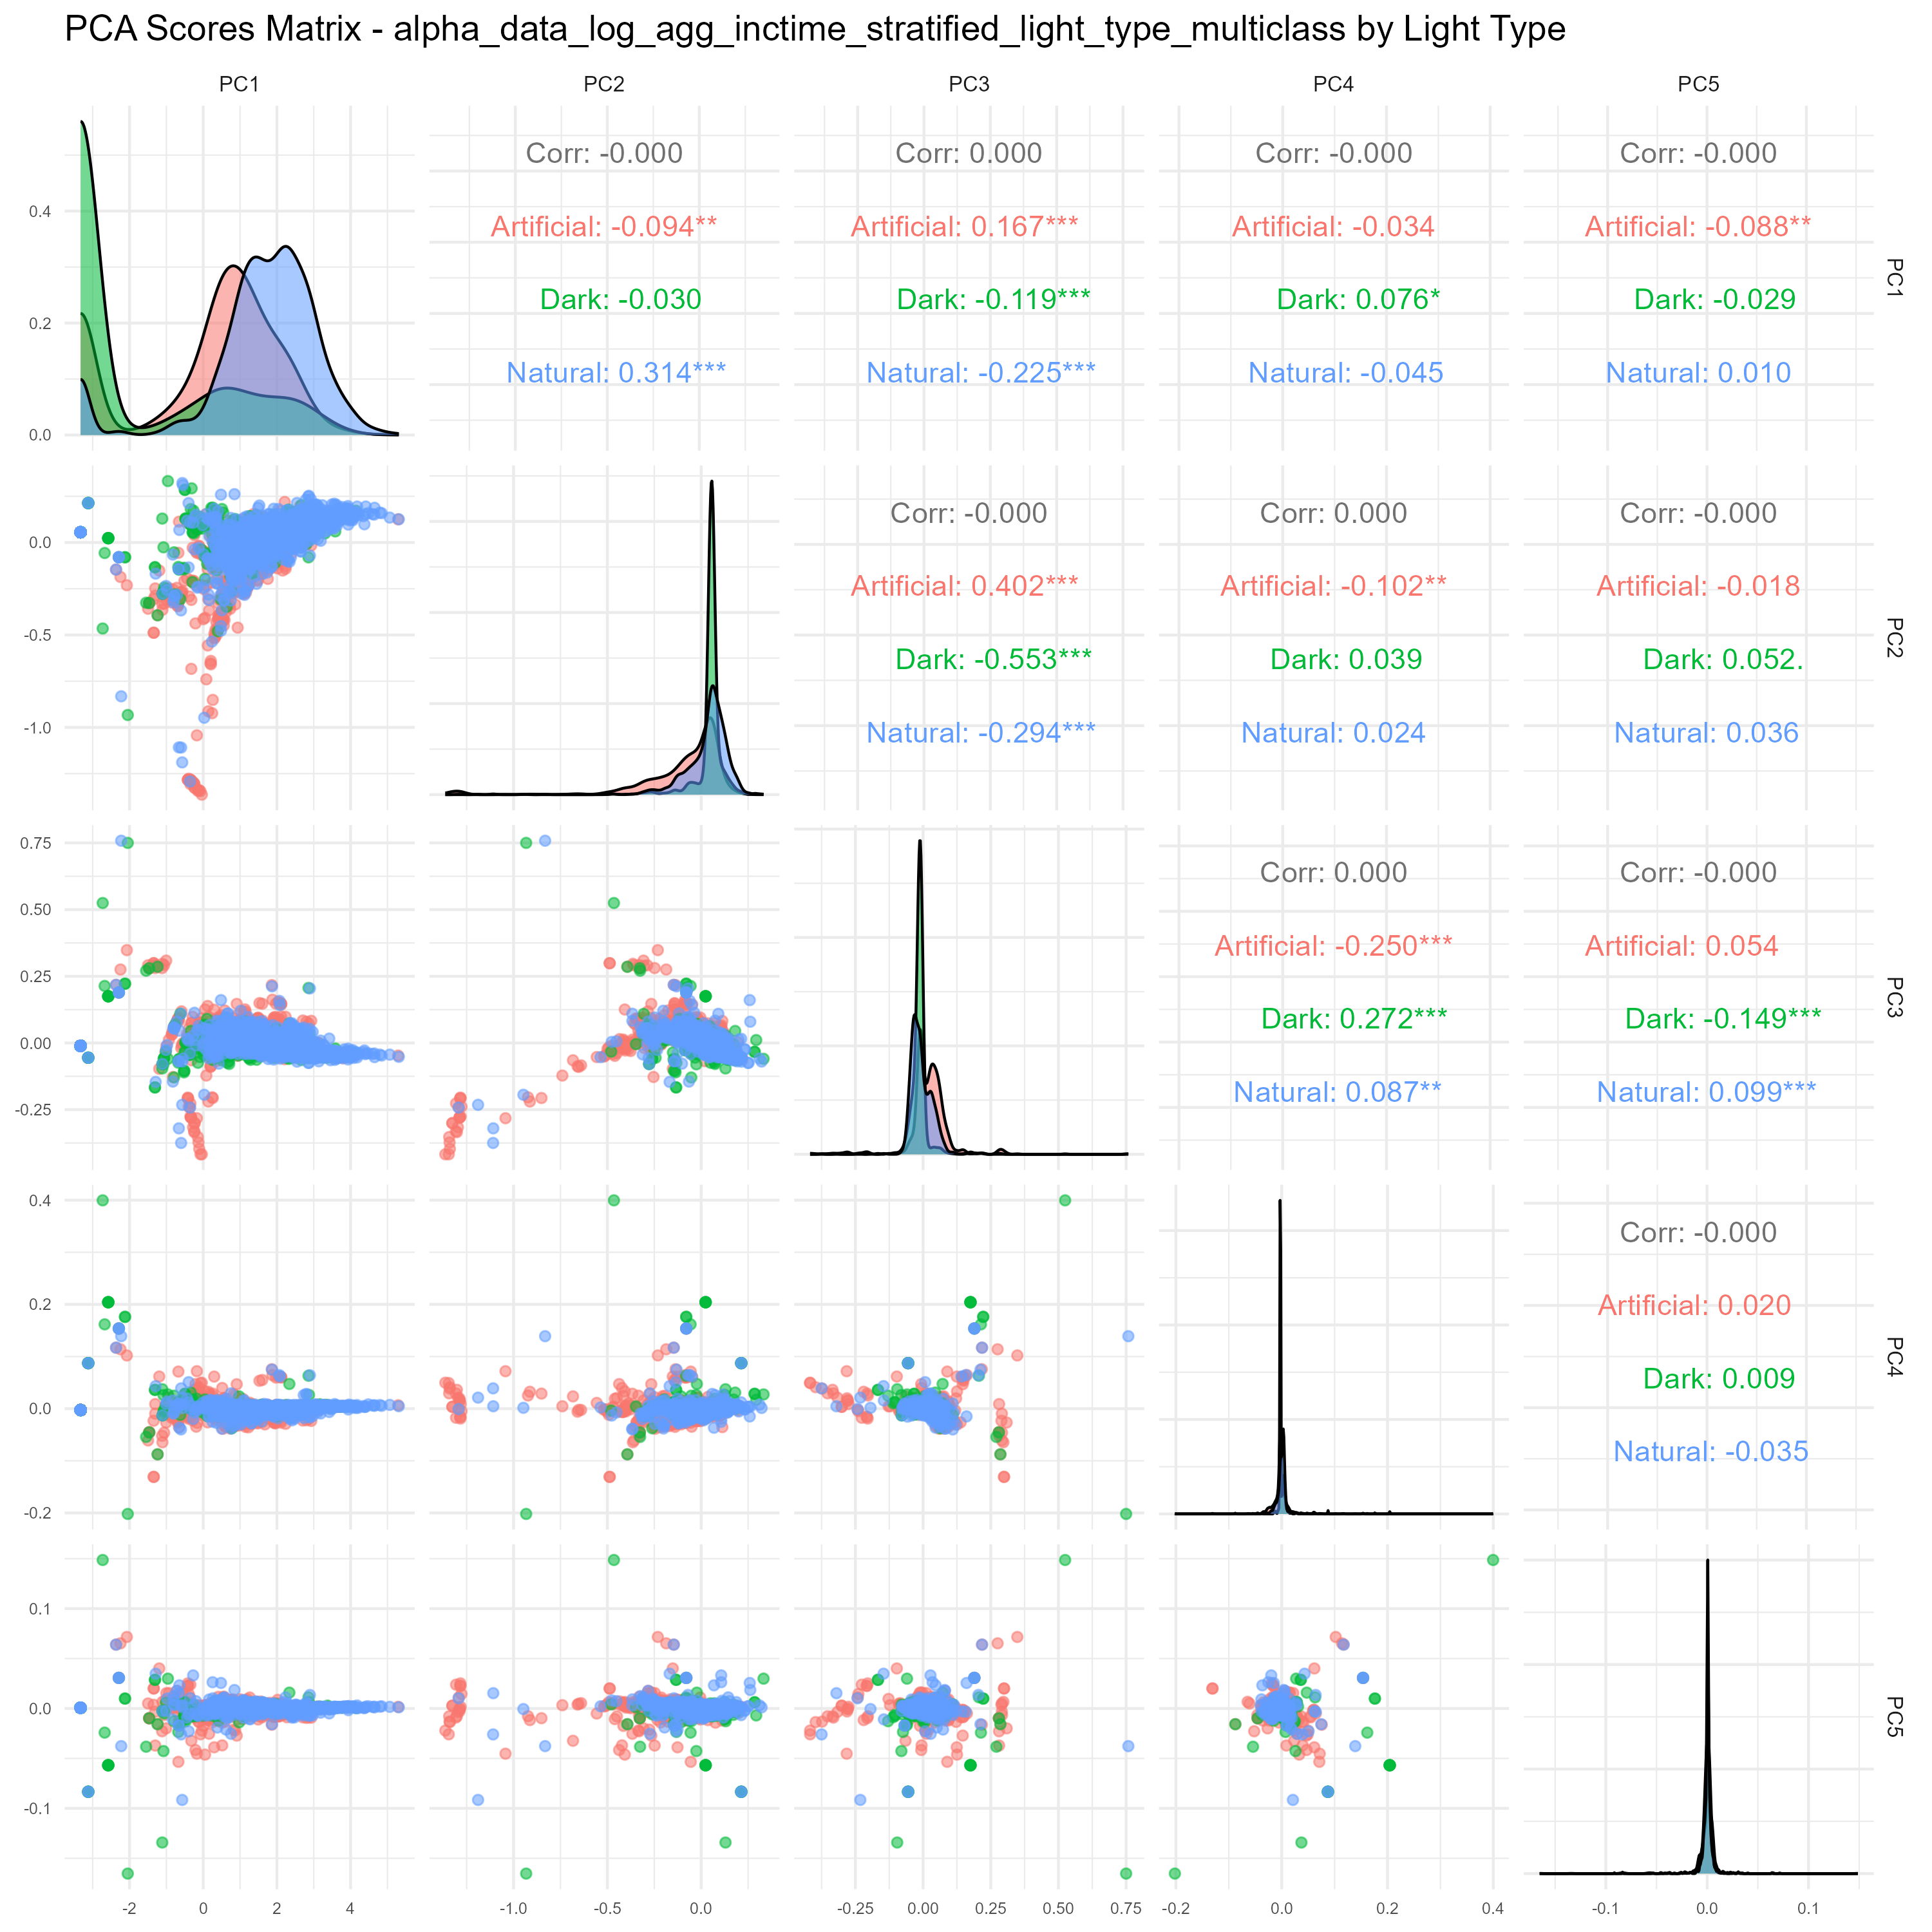 PCA Scores Matrix - alpha_data_log_agg_inctime_stratified_light_type_multiclass by Light Type
PC1 PC2 PC3 PC4 PC5
Corr: -0.000 Corr: 0.000 Corr: -0.000 Corr: -0.000
0.4 Artificial: -0.094** Artificial: 0.167*** Artificial: -0.034 Artificial: -0.088**
PC1
Dark: -0.030 Dark: -0.119*** Dark: 0.076* Dark: -0.029
0.2
Natural: 0.314*** Natural: -0.225*** Natural: -0.045 Natural: 0.010
0.0
Corr: -0.000 Corr: 0.000 Corr: -0.000
0.0
Artificial: 0.402*** Artificial: -0.102** Artificial: -0.018
PC2
-0.5
Dark: -0.553*** Dark: 0.039 Dark: 0.052.
-1.0 Natural: -0.294*** Natural: 0.024 Natural: 0.036
0.75
Corr: 0.000 Corr: -0.000
0.50
Artificial: -0.250*** Artificial: 0.054
0.25
PC3
Dark: 0.272*** Dark: -0.149***
0.00
Natural: 0.087** Natural: 0.099***
-0.25
0.4
Corr: -0.000
0.2 Artificial: 0.020
PC4
Dark: 0.009
0.0
Natural: -0.035
-0.2
0.1
PC5
0.0
-0.1
-2 0 2 4 -1.0 -0.5 0.0 -0.25 0.00 0.25 0.50 0.75 -0.2 0.0 0.2 0.4 -0.1 0.0 0.1